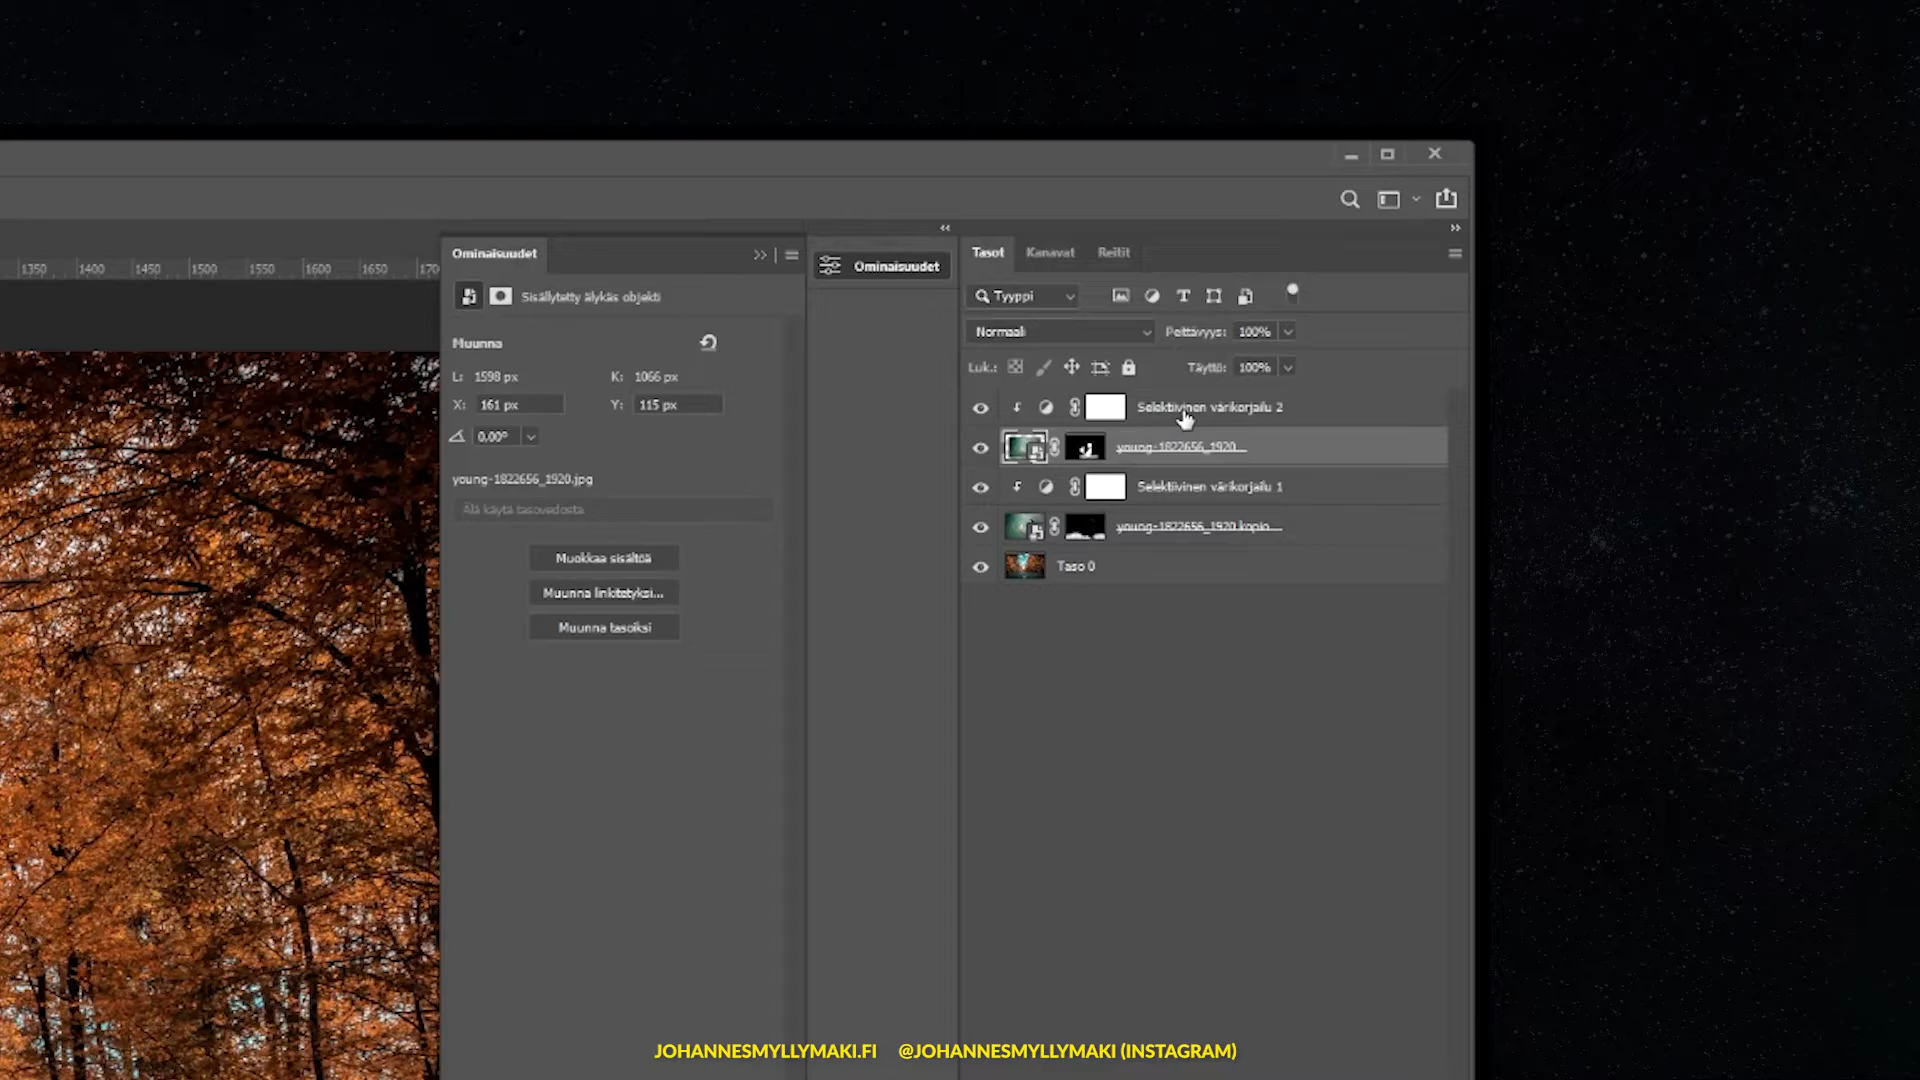 1350 1400 1450 1500 1550 1600 1650 170
Ominaisuudet
Sisällytetty älykäs objekti
Muunna
L: 1598 px K: 1066 px
X: 161 px Y: 115 px
0.00°
young-1822656_1920.jpg
Älä käytä tasovedosta
Muokkaa sisältöä
Muunna linkitetyksi...
Muunna tasoiksi
Ominaisuudet
Tasot Kanavat Reitit
Tyyppi
Normaali Peittävyys: 100%
Luk.: Täyttö: 100%
Selektiivinen värikorjailu 2
young-1822656_1920...
Selektiivinen värikorjailu 1
young-1822656_1920 kopio...
Taso 0
JOHANNESMYLLYMAKI.FI @JOHANNESMYLLYMAKI (INSTAGRAM)